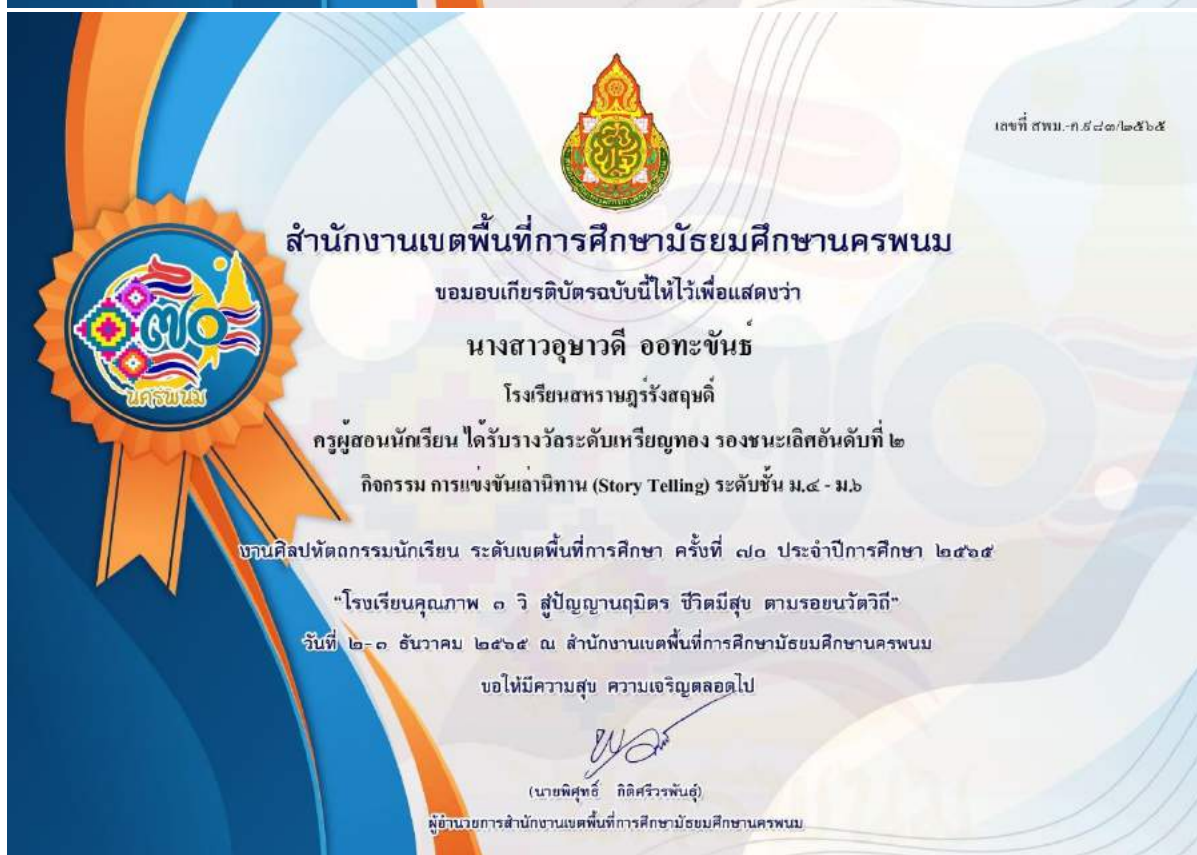 เลขที่ สพม.-ก.๙๘๓/๒๕๖๕
สำนักงานเขตพื้นที่การศึกษามัธยมศึกษานครพนม
ขอมอบเกียรติบัตรฉบับนี้ให้ไว้เพื่อแสดงว่า
นางสาวอุษาวดี ออทะขันธ์
โรงเรียนสหราษฎร์รังสฤษดิ์
ครูผู้สอนนักเรียน ได้รับรางวัลระดับเหรียญทอง รองชนะเลิศอันดับที่ ๒
กิจกรรม การแข่งขันเล่านิทาน (Story Telling) ระดับชั้น ม.๔ - ม.๖
๗๐
นครพนม
งานศิลปหัตถกรรมนักเรียน ระดับเขตพื้นที่การศึกษา ครั้งที่ ๗๐ ประจำปีการศึกษา ๒๕๖๕
"โรงเรียนคุณภาพ ๓ วิ สู่ปัญญานฤมิตร ชีวิตมีสุข ตามรอยนวัตวิถี"
วันที่ ๒-๓ ธันวาคม ๒๕๖๕ ณ สำนักงานเขตพื้นที่การศึกษามัธยมศึกษานครพนม
ขอให้มีความสุข ความเจริญตลอดไป
(นายพิศุทธิ์ กิติศรีวรพันธุ์)
ผู้อำนวยการสำนักงานเขตพื้นที่การศึกษามัธยมศึกษานครพนม